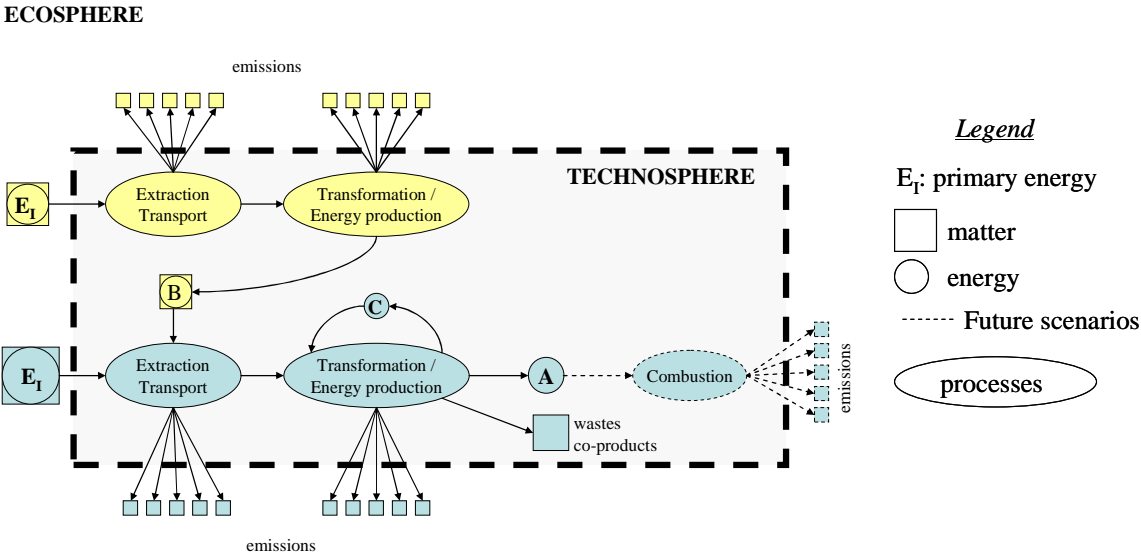 ECOSPHERE
emissions
TECHNOSPHERE
E_I
Extraction
Transport
Transformation /
Energy production
B
C
E_I
Extraction
Transport
Transformation /
Energy production
A
Combustion
emissions
wastes
co-products
emissions
Legend
E_I: primary energy
matter
energy
Future scenarios
processes